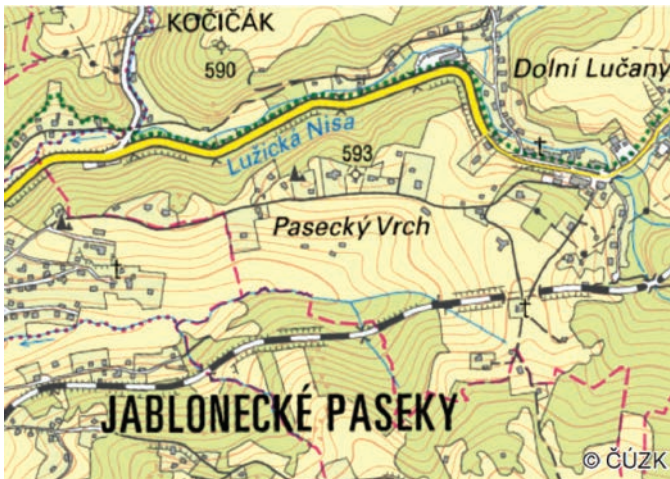 KOČIČÁK
590
Dolní Lučany
Lužická Nisa
593
Pasecký Vrch
JABLONECKÉ PASEKY
© ČÚZK